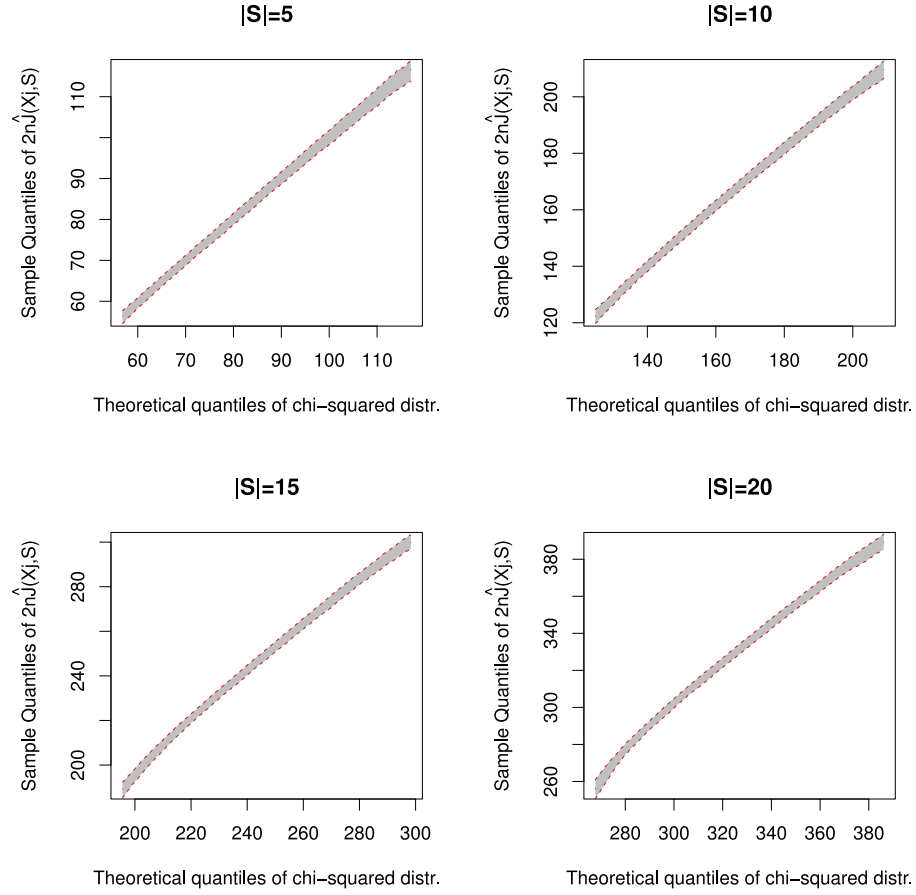 |S|=5
Sample Quantiles of 2nĴ(Xj,S)
60 70 80 90 110
60 70 80 90 100 110
Theoretical quantiles of chi−squared distr.
|S|=10
Sample Quantiles of 2nĴ(Xj,S)
120 140 160 180 200
140 160 180 200
Theoretical quantiles of chi−squared distr.
|S|=15
Sample Quantiles of 2nĴ(Xj,S)
200 240 280
200 220 240 260 280 300
Theoretical quantiles of chi−squared distr.
|S|=20
Sample Quantiles of 2nĴ(Xj,S)
260 300 340 380
280 300 320 340 360 380
Theoretical quantiles of chi−squared distr.